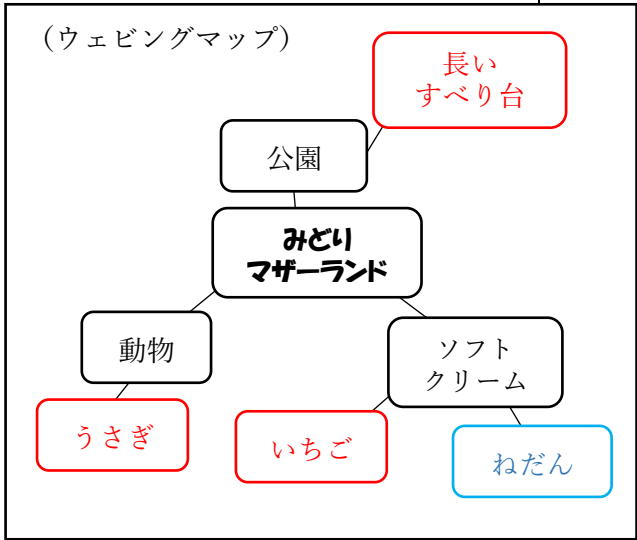 (ウェビングマップ)
長い
すべり台
公園
みどり
マザーランド
動物
ソフト
クリーム
うさぎ
いちご
ねだん